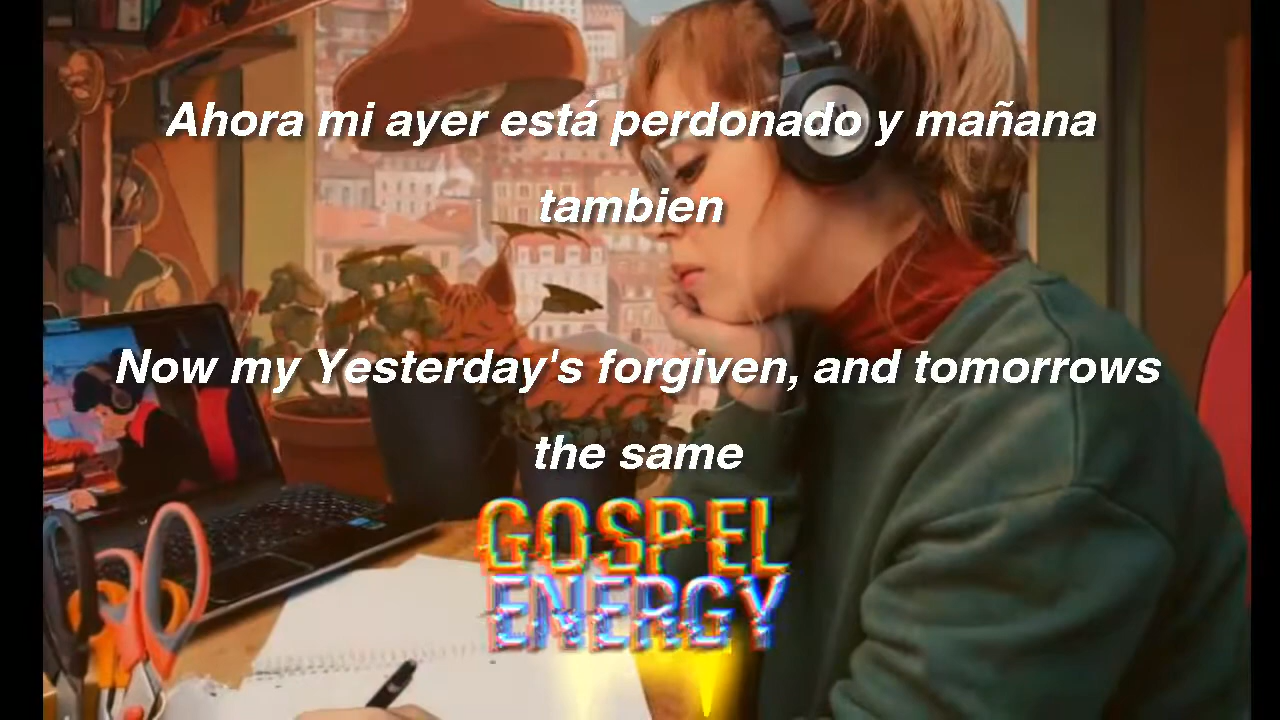 Ahora mi ayer está perdonado y mañana
tambien
Now my Yesterday's forgiven, and tomorrows
the same
GOSPEL
ENERGY